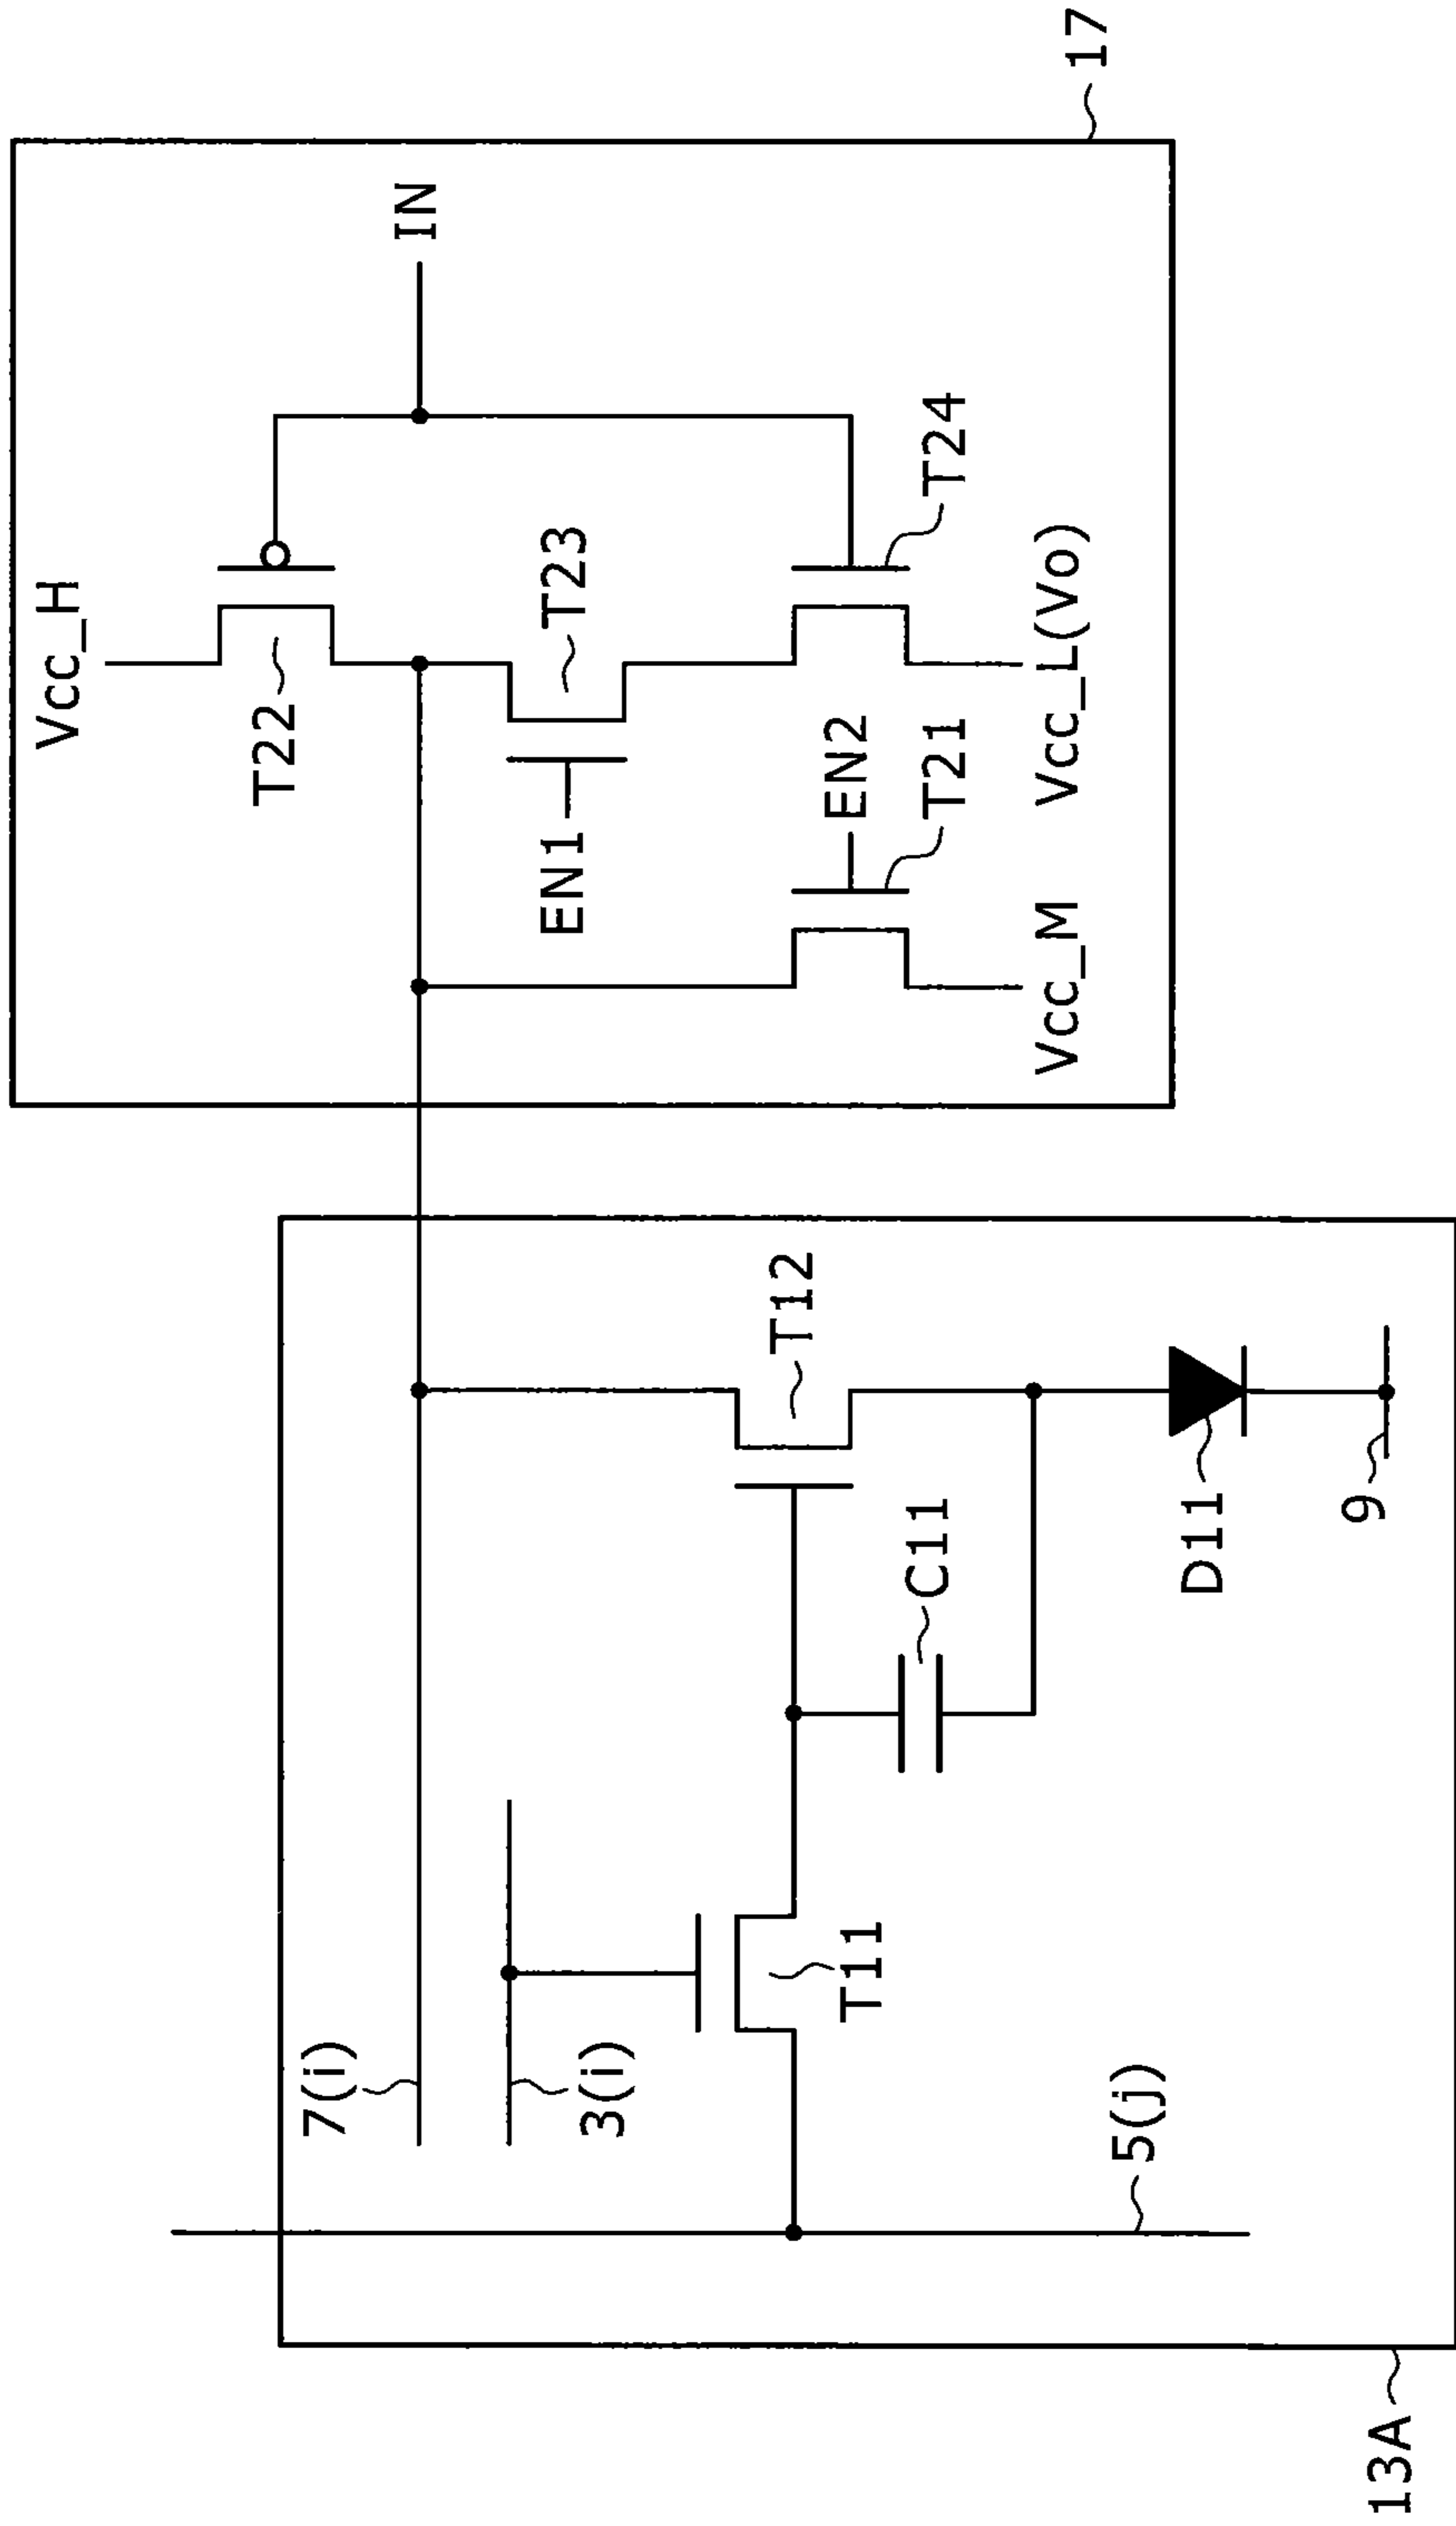 17
Vcc_H
IN
T22
T23
EN1
T24
EN2
T21
Vcc_M
Vcc_L(Vo)
7(i)
3(i)
T12
T11
C11
5(j)
D11
9
13A